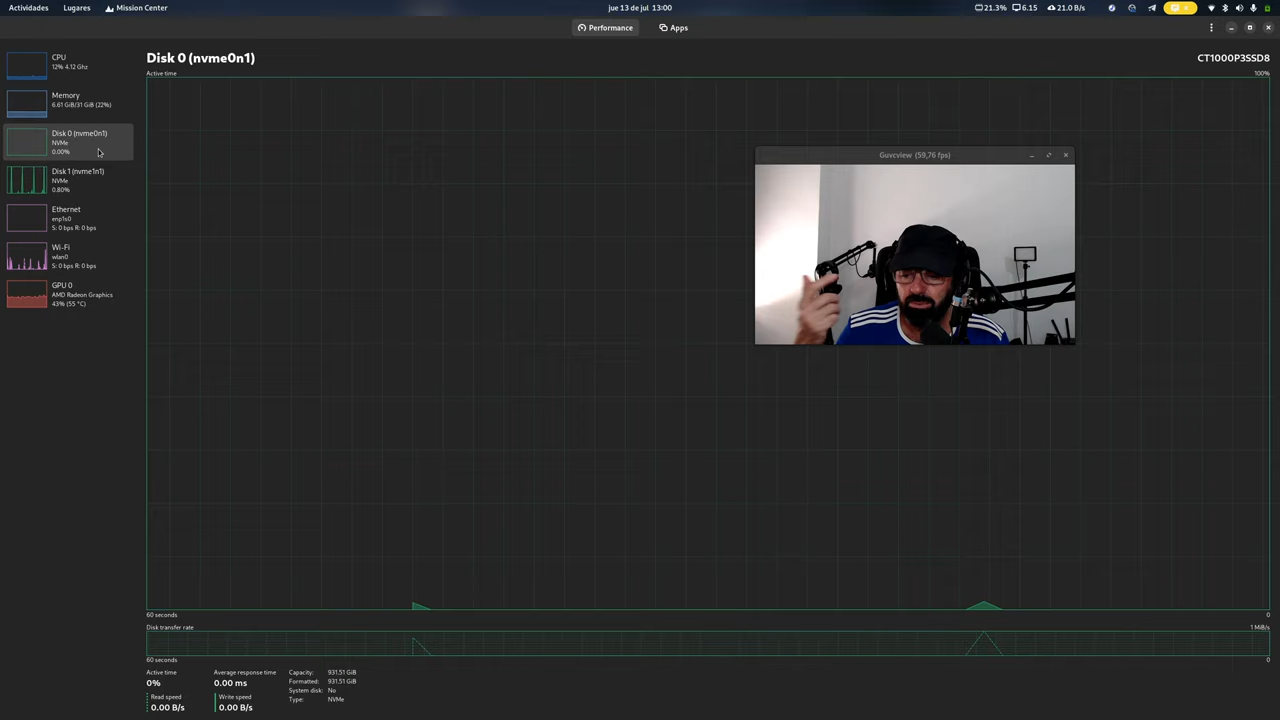 Actividades Lugares Mission Center jue 13 de jul 13:00 21.3% 6.15 21.0 B/s
Performance Apps
CPU
12% 4.12 Ghz
Memory
6.61 GiB/31 GiB (22%)
Disk 0 (nvme0n1)
NVMe
0.00%
Disk 1 (nvme1n1)
NVMe
0.80%
Ethernet
enp1s0
S: 0 bps R: 0 bps
Wi-Fi
wlan0
S: 0 bps R: 0 bps
GPU 0
AMD Radeon Graphics
43% (55 °C)
Disk 0 (nvme0n1) CT1000P3SSD8
Active time 100%
Guvcview (59,76 fps)
60 seconds 0
Disk transfer rate 1 MiB/s
60 seconds 0
Active time Average response time
0% 0.00 ms
Read speed Write speed
0.00 B/s 0.00 B/s
Capacity: 931.51 GiB
Formatted: 931.51 GiB
System disk: No
Type: NVMe